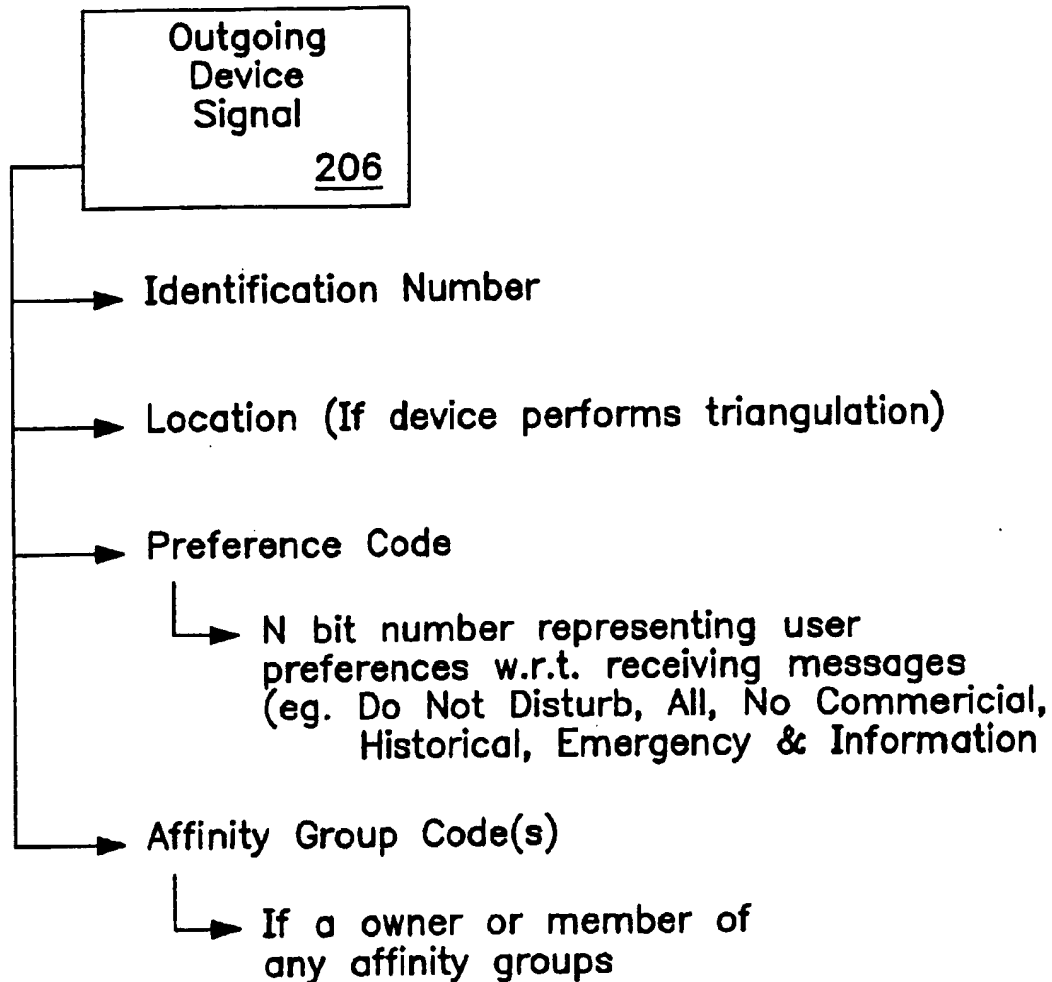 Outgoing
Device
Signal
206
Identification Number
Location (If device performs triangulation)
Preference Code
N bit number representing user
preferences w.r.t. receiving messages
(eg. Do Not Disturb, All, No Commericial,
Historical, Emergency & Information
Affinity Group Code(s)
If a owner or member of
any affinity groups